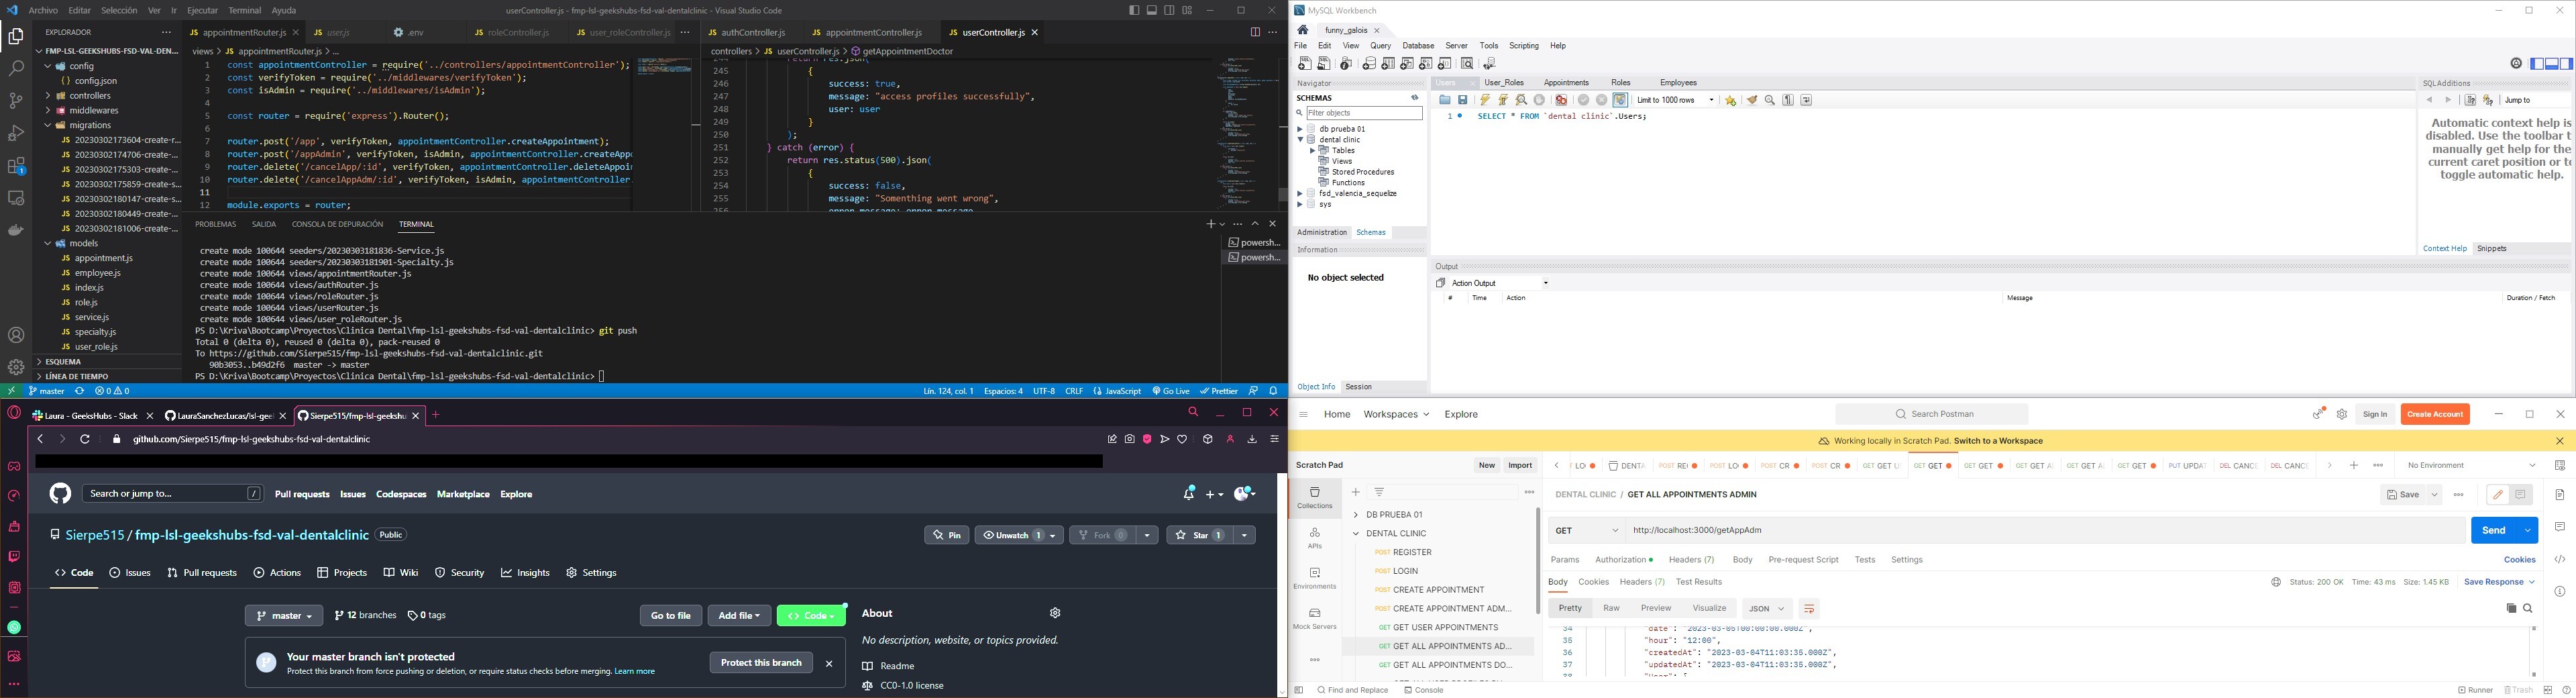 Archivo Editar Selección Ver Ir Ejecutar Terminal Ayuda
userController.js - fmp-lsl-geekshubs-fsd-val-dentalclinic - Visual Studio Code
EXPLORADOR
FMP-LSL-GEEKSHUBS-FSD-VAL-DEN...
config
config.json
controllers
middlewares
migrations
20230302173604-create-r...
20230302174706-create-...
20230302175303-create-...
20230302175859-create-s...
20230302180147-create-s...
20230302180449-create-...
20230302181006-create-...
models
appointment.js
employee.js
index.js
role.js
service.js
specialty.js
user_role.js
ESQUEMA
LÍNEA DE TIEMPO
appointmentRouter.js user.js .env roleController.js user_roleController.js
views > appointmentRouter.js > ...
1 const appointmentController = require('../controllers/appointmentController');
2 const verifyToken = require('../middlewares/verifyToken');
3 const isAdmin = require('../middlewares/isAdmin');
4
5 const router = require('express').Router();
6
7 router.post('/app', verifyToken, appointmentController.createAppointment);
8 router.post('/appAdmin', verifyToken, isAdmin, appointmentController.createAppo
9 router.delete('/cancelApp/:id', verifyToken, appointmentController.deleteAppoin
10 router.delete('/cancelAppAdm/:id', verifyToken, isAdmin, appointmentController.
11
12 module.exports = router;
authController.js appointmentController.js userController.js
controllers > userController.js > getAppointmentDoctor
244 return res.json(
245 {
246 success: true,
247 message: "access profiles successfully",
248 user: user
249 }
250 );
251 } catch (error) {
252 return res.status(500).json(
253 {
254 success: false,
255 message: "Somenthing went wrong",
256 error_message: error.message
PROBLEMAS SALIDA CONSOLA DE DEPURACIÓN TERMINAL
create mode 100644 seeders/20230303181836-Service.js
create mode 100644 seeders/20230303181901-Specialty.js
create mode 100644 views/appointmentRouter.js
create mode 100644 views/authRouter.js
create mode 100644 views/roleRouter.js
create mode 100644 views/userRouter.js
create mode 100644 views/user_roleRouter.js
PS D:\Kriva\Bootcamp\Proyectos\Clinica Dental\fmp-lsl-geekshubs-fsd-val-dentalclinic> git push
Total 0 (delta 0), reused 0 (delta 0), pack-reused 0
To https://github.com/Sierpe515/fmp-lsl-geekshubs-fsd-val-dentalclinic.git
90b3053..b49d2f6 master -> master
PS D:\Kriva\Bootcamp\Proyectos\Clinica Dental\fmp-lsl-geekshubs-fsd-val-dentalclinic>
powersh...
powersh...
master 0 0 Lín. 124, col. 1 Espacios: 4 UTF-8 CRLF JavaScript Go Live Prettier
MySQL Workbench
funny_galois
File Edit View Query Database Server Tools Scripting Help
Navigator
SCHEMAS
Filter objects
db prueba 01
dental clinic
Tables
Views
Stored Procedures
Functions
fsd_valencia_sequelize
sys
Administration Schemas
Information
No object selected
Object Info Session
Users User_Roles Appointments Roles Employees
Limit to 1000 rows
1 SELECT * FROM `dental clinic`.Users;
SQLAdditions
Jump to
Automatic context help is
disabled. Use the toolbar t
manually get help for the
current caret position or to
toggle automatic help.
Context Help Snippets
Output
Action Output
# Time Action Message Duration / Fetch
Laura - GeeksHubs - Slack LauraSanchezLucas/lsl-gee Sierpe515/fmp-lsl-geekshu
github.com/Sierpe515/fmp-lsl-geekshubs-fsd-val-dentalclinic
Search or jump to... / Pull requests Issues Codespaces Marketplace Explore
Sierpe515 / fmp-lsl-geekshubs-fsd-val-dentalclinic Public
Pin Unwatch 1 Fork 0 Star 1
Code Issues Pull requests Actions Projects Wiki Security Insights Settings
master 12 branches 0 tags Go to file Add file Code
Your master branch isn't protected
Protect this branch from force pushing or deletion, or require status checks before merging. Learn more
Protect this branch
About
No description, website, or topics provided.
Readme
CC0-1.0 license
Home Workspaces Explore Search Postman Sign In Create Account
Working locally in Scratch Pad. Switch to a Workspace
Scratch Pad New Import
Collections
APIs
Environments
Mock Servers
DB PRUEBA 01
DENTAL CLINIC
POST REGISTER
POST LOGIN
POST CREATE APPOINTMENT
POST CREATE APPOINTMENT ADM...
GET GET USER APPOINTMENTS
GET GET ALL APPOINTMENTS AD...
GET GET ALL APPOINTMENTS DO...
LO DENTA POST RE POST LO POST CR POST CR GET GET U GET GET GET GET GET GET A GET GET A GET GET PUT UPDAT DEL CANCE DEL CANCE No Environment
DENTAL CLINIC / GET ALL APPOINTMENTS ADMIN Save
GET http://localhost:3000/getAppAdm Send
Params Authorization Headers (7) Body Pre-request Script Tests Settings Cookies
Body Cookies Headers (7) Test Results Status: 200 OK Time: 43 ms Size: 1.45 KB Save Response
Pretty Raw Preview Visualize JSON
34 "date": "2023-03-05T00:00:00.000Z",
35 "hour": "12:00",
36 "createdAt": "2023-03-04T11:03:35.000Z",
37 "updatedAt": "2023-03-04T11:03:35.000Z",
38 "User": {
Find and Replace Console Runner Trash